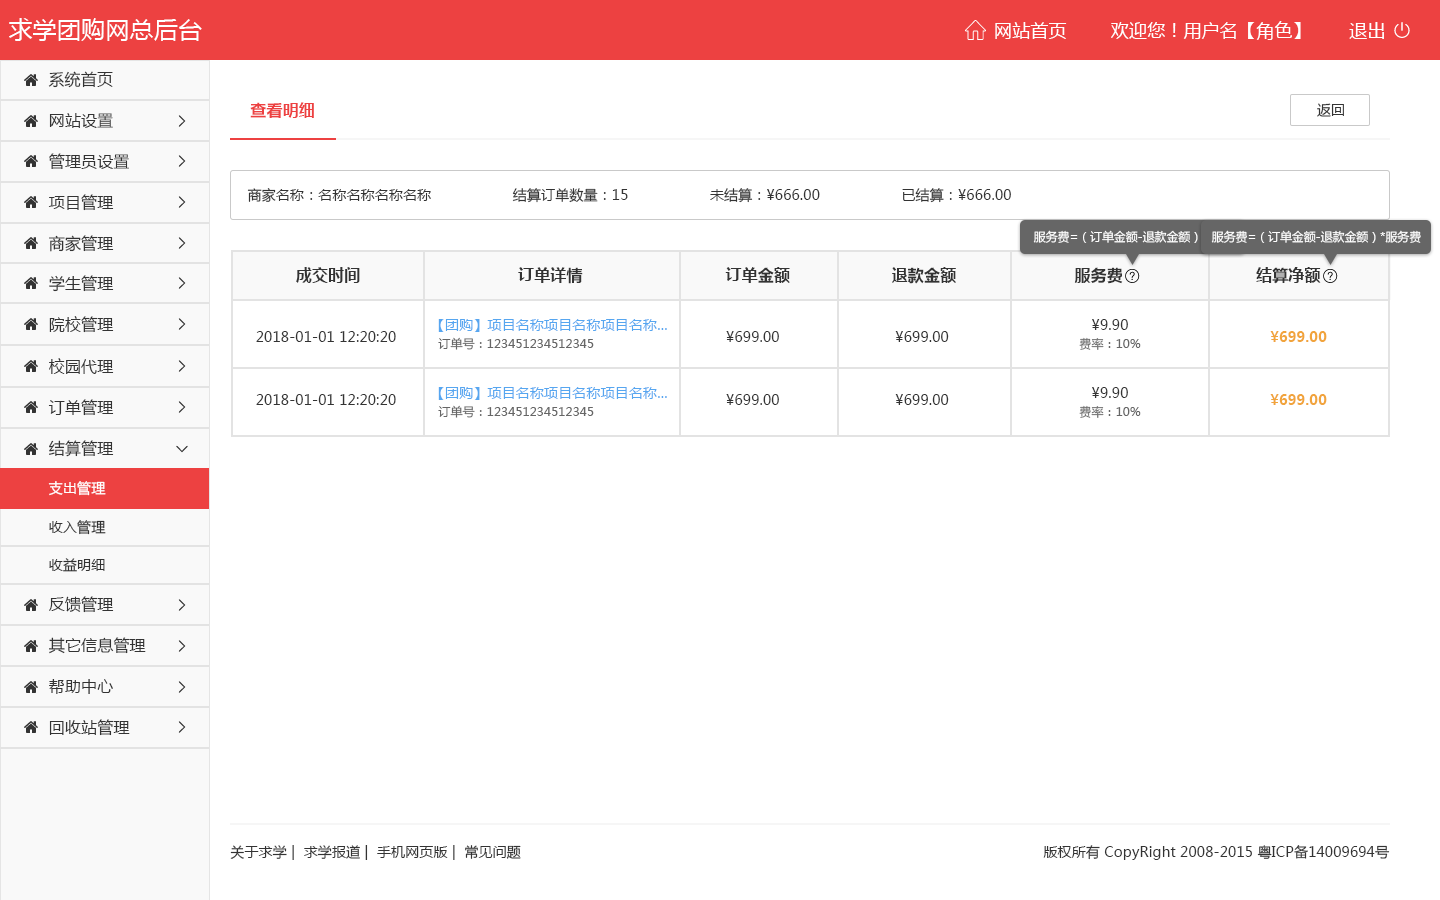 求学团购网总后台
网站首页
欢迎您！用户名【角色】
退出
系统首页
网站设置
管理员设置
项目管理
商家管理
学生管理
院校管理
校园代理
订单管理
结算管理
支出管理
收入管理
收益明细
反馈管理
其它信息管理
帮助中心
回收站管理
查看明细
返回
商家名称：名称名称名称名称
结算订单数量：15
未结算：¥666.00
已结算：¥666.00
服务费=（订单金额-退款金额）
服务费=（订单金额-退款金额）*服务费
成交时间
订单详情
订单金额
退款金额
服务费?
结算净额?
2018-01-01 12:20:20
【团购】项目名称项目名称项目名称...
订单号：123451234512345
¥699.00
¥699.00
¥9.90
费率：10%
¥699.00
2018-01-01 12:20:20
【团购】项目名称项目名称项目名称...
订单号：123451234512345
¥699.00
¥699.00
¥9.90
费率：10%
¥699.00
关于求学 | 求学报道 | 手机网页版 | 常见问题
版权所有 CopyRight 2008-2015 粤ICP备14009694号